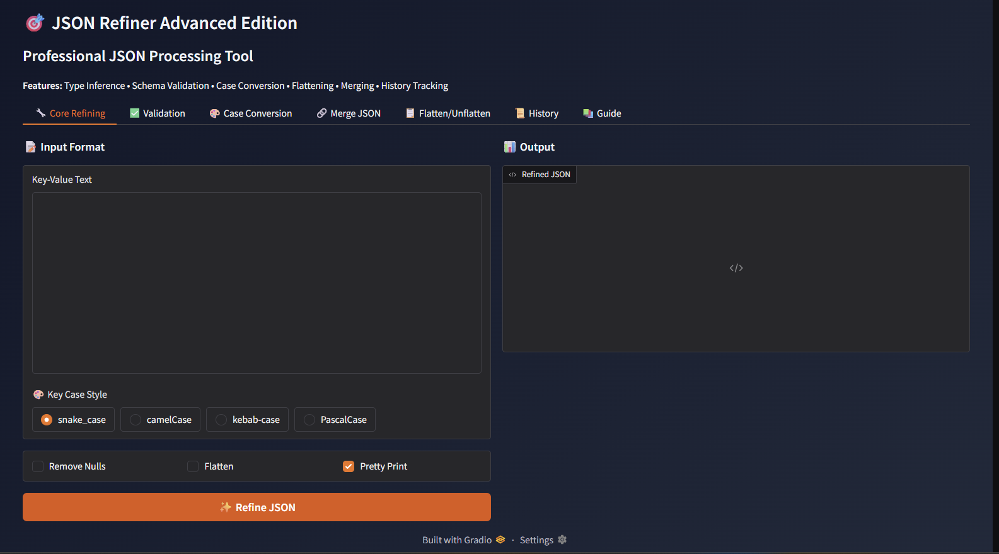 🎯 JSON Refiner Advanced Edition
Professional JSON Processing Tool
Features: Type Inference • Schema Validation • Case Conversion • Flattening • Merging • History Tracking
🔧 Core Refining ✅ Validation 🎨 Case Conversion 🔗 Merge JSON 📋 Flatten/Unflatten 📜 History 📚 Guide
📝 Input Format
Key-Value Text
🎨 Key Case Style
snake_case camelCase kebab-case PascalCase
Remove Nulls Flatten Pretty Print
✨ Refine JSON
📊 Output
</> Refined JSON
</>
Built with Gradio · Settings